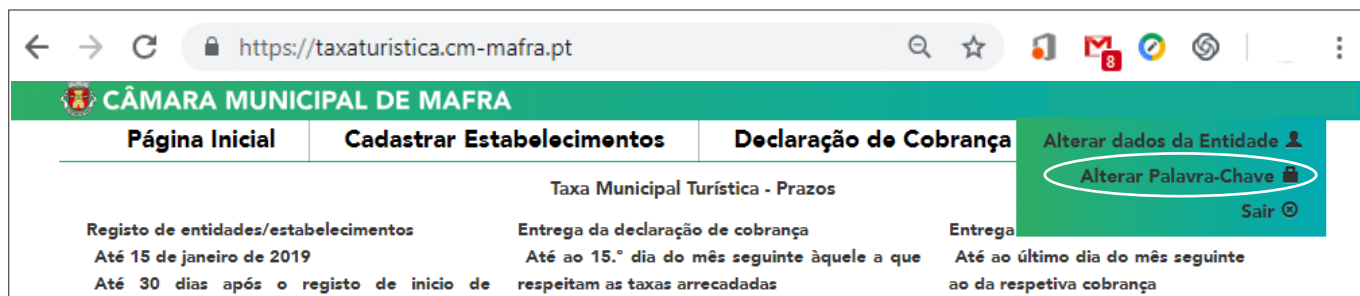 https://taxaturistica.cm-mafra.pt
8
CÂMARA MUNICIPAL DE MAFRA
Página Inicial Cadastrar Estabelecimentos Declaração de Cobrança
Alterar dados da Entidade
Alterar Palavra-Chave
Sair
Taxa Municipal Turística - Prazos
Registo de entidades/estabelecimentos
Até 15 de janeiro de 2019
Até 30 dias após o registo de inicio de
Entrega da declaração de cobrança
Até ao 15.º dia do mês seguinte àquele a que
respeitam as taxas arrecadadas
Entrega
Até ao último dia do mês seguinte
ao da respetiva cobrança